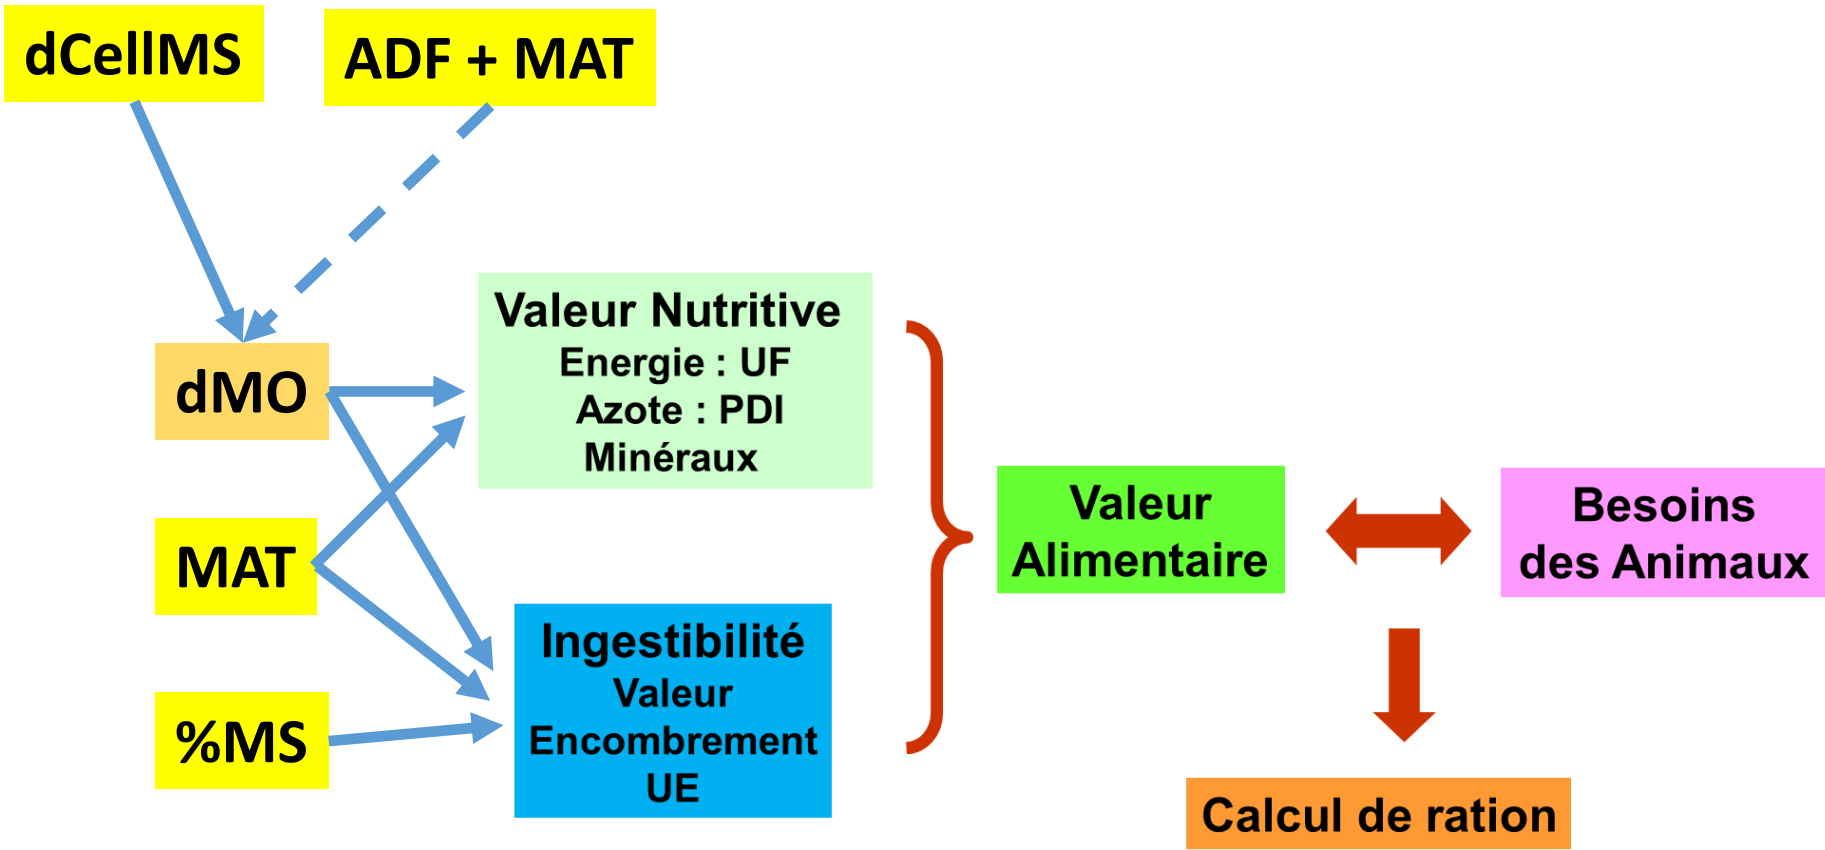 dCellMS
ADF + MAT
dMO
MAT
%MS
Valeur Nutritive
Energie : UF
Azote : PDI
Minéraux
Ingestibilité
Valeur
Encombrement
UE
Valeur
Alimentaire
Besoins
des Animaux
Calcul de ration